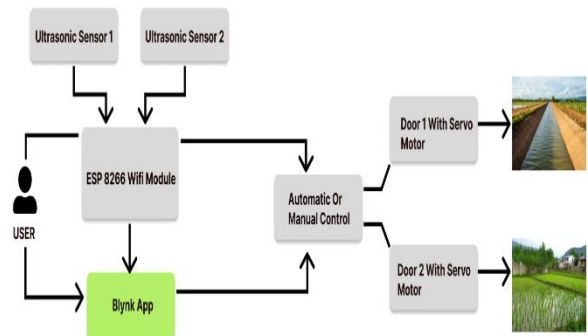 Ultrasonic Sensor 1
Ultrasonic Sensor 2
ESP 8266 Wifi Module
USER
Blynk App
Automatic Or
Manual Control
Door 1 With Servo
Motor
Door 2 With Servo
Motor